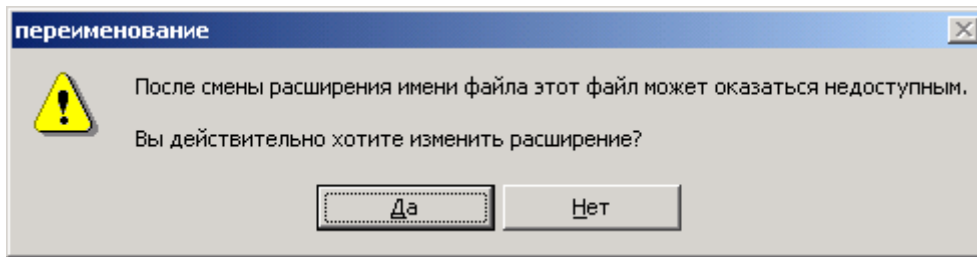 переименование
После смены расширения имени файла этот файл может оказаться недоступным.
Вы действительно хотите изменить расширение?
Да Нет